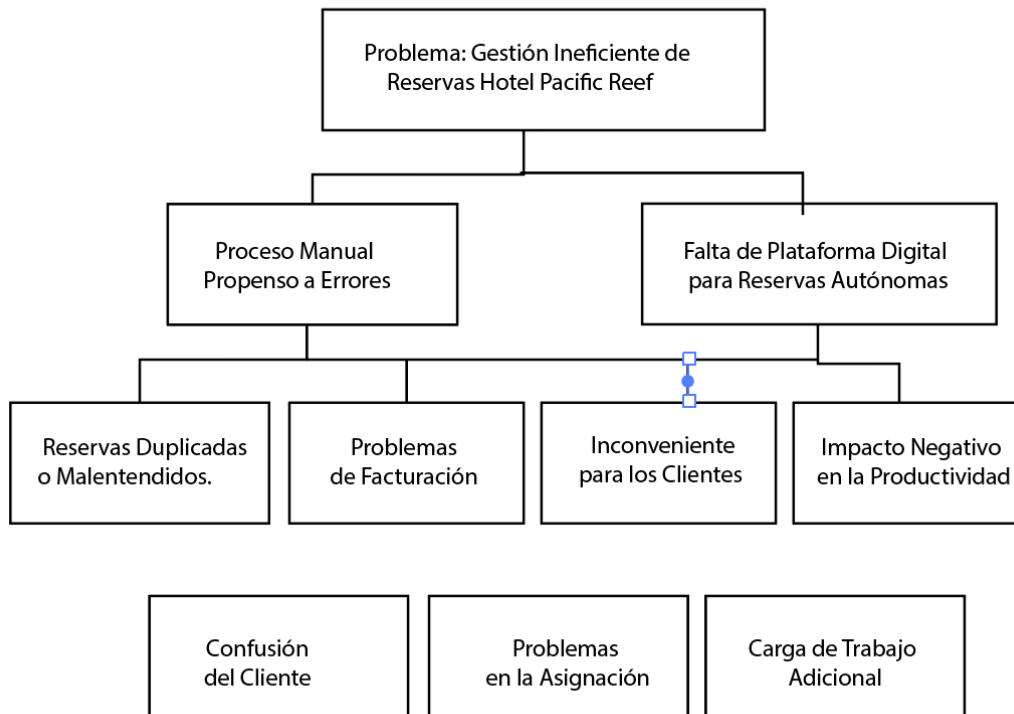 Problema: Gestión Ineficiente de
Reservas Hotel Pacific Reef
Proceso Manual
Propenso a Errores
Falta de Plataforma Digital
para Reservas Autónomas
Reservas Duplicadas
o Malentendidos.
Problemas
de Facturación
Inconveniente
para los Clientes
Impacto Negativo
en la Productividad
Confusión
del Cliente
Problemas
en la Asignación
Carga de Trabajo
Adicional